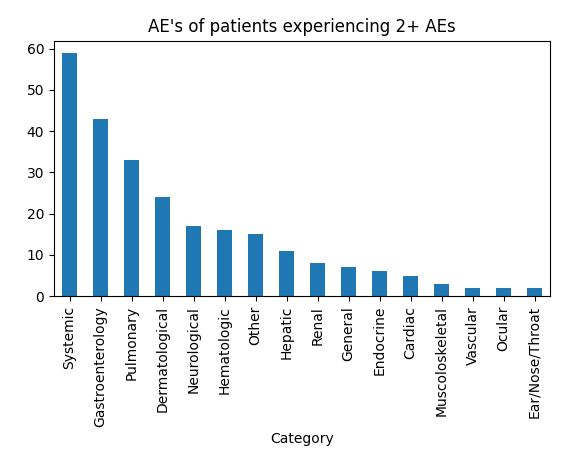 AE's of patients experiencing 2+ AEs
60
50
40
30
20
10
0
Systemic
Gastroenterology
Pulmonary
Dermatological
Neurological
Hematologic
Other
Hepatic
Renal
General
Endocrine
Cardiac
Muscoloskeletal
Vascular
Ocular
Ear/Nose/Throat
Category